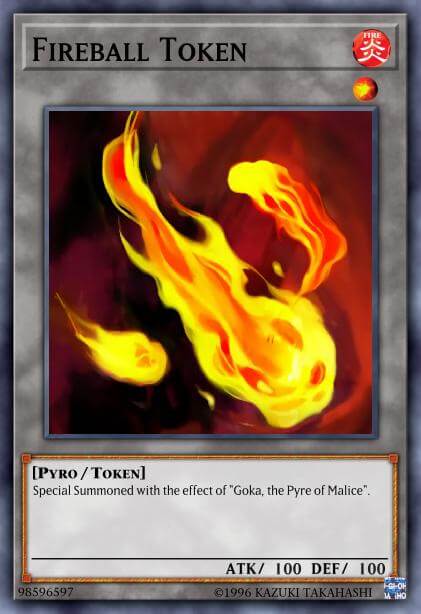 Fireball Token
FIRE
炎
[Pyro / Token]
Special Summoned with the effect of "Goka, the Pyre of Malice".
ATK/ 100 DEF/ 100
98596597
©1996 KAZUKI TAKAHASHI